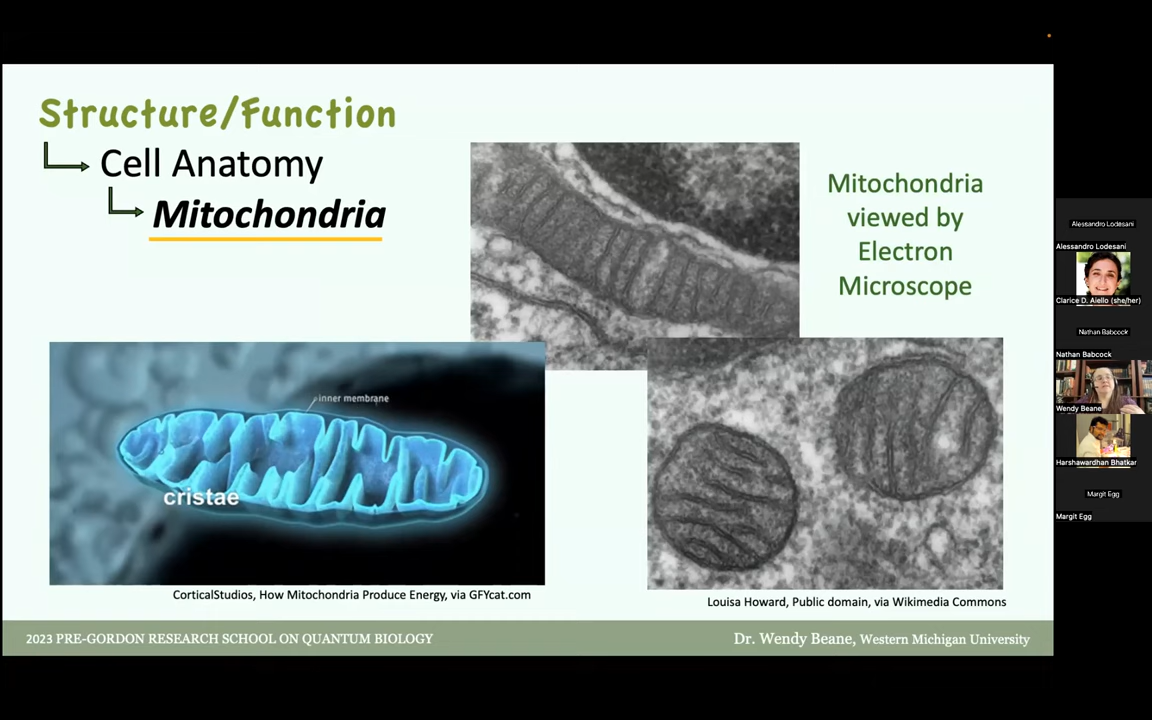 Structure/Function
Cell Anatomy
Mitochondria
Mitochondria
viewed by
Electron
Microscope
inner membrane
cristae
CorticalStudios, How Mitochondria Produce Energy, via GFYcat.com
Louisa Howard, Public domain, via Wikimedia Commons
2023 PRE-GORDON RESEARCH SCHOOL ON QUANTUM BIOLOGY
Dr. Wendy Beane, Western Michigan University
Alessandro Lodesani
Alessandro Lodesani
Clarice D. Aiello (she/her)
Nathan Babcock
Nathan Babcock
Wendy Beane
Harshawardhan Bhatkar
Margit Egg
Margit Egg